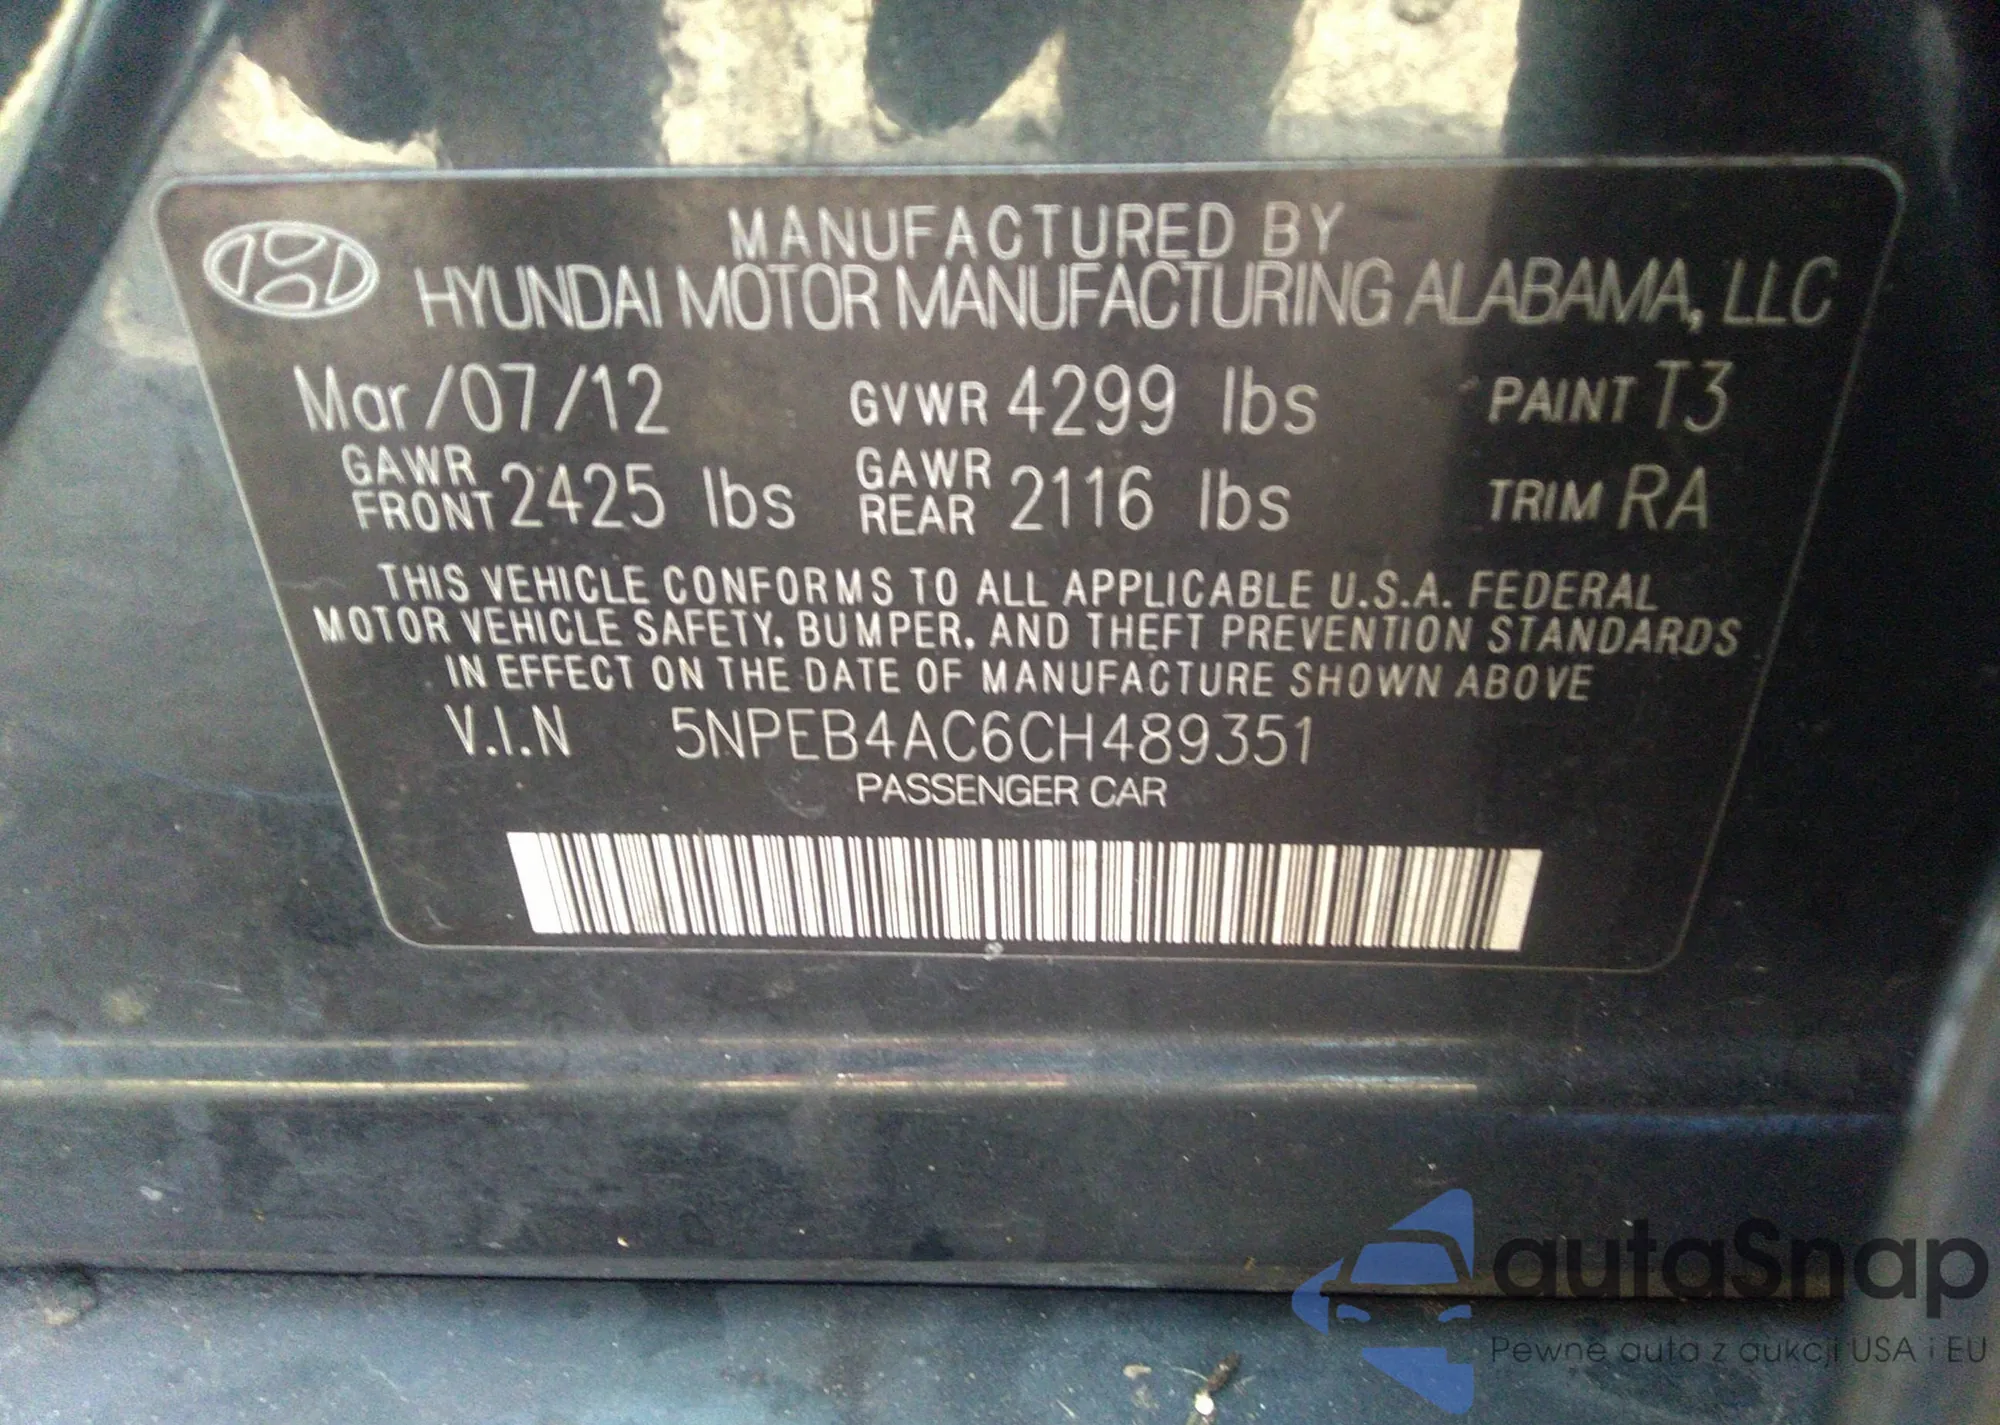 MANUFACTURED BY
HYUNDAI MOTOR MANUFACTURING ALABAMA, LLC
Mar/07/12 GVWR 4299 lbs PAINT T3
GAWR FRONT 2425 lbs GAWR REAR 2116 lbs TRIM RA
THIS VEHICLE CONFORMS TO ALL APPLICABLE U.S.A. FEDERAL
MOTOR VEHICLE SAFETY, BUMPER, AND THEFT PREVENTION STANDARDS
IN EFFECT ON THE DATE OF MANUFACTURE SHOWN ABOVE
V.I.N 5NPEB4AC6CH489351
PASSENGER CAR
autaSnap
Pewne auta z aukcji USA i EU